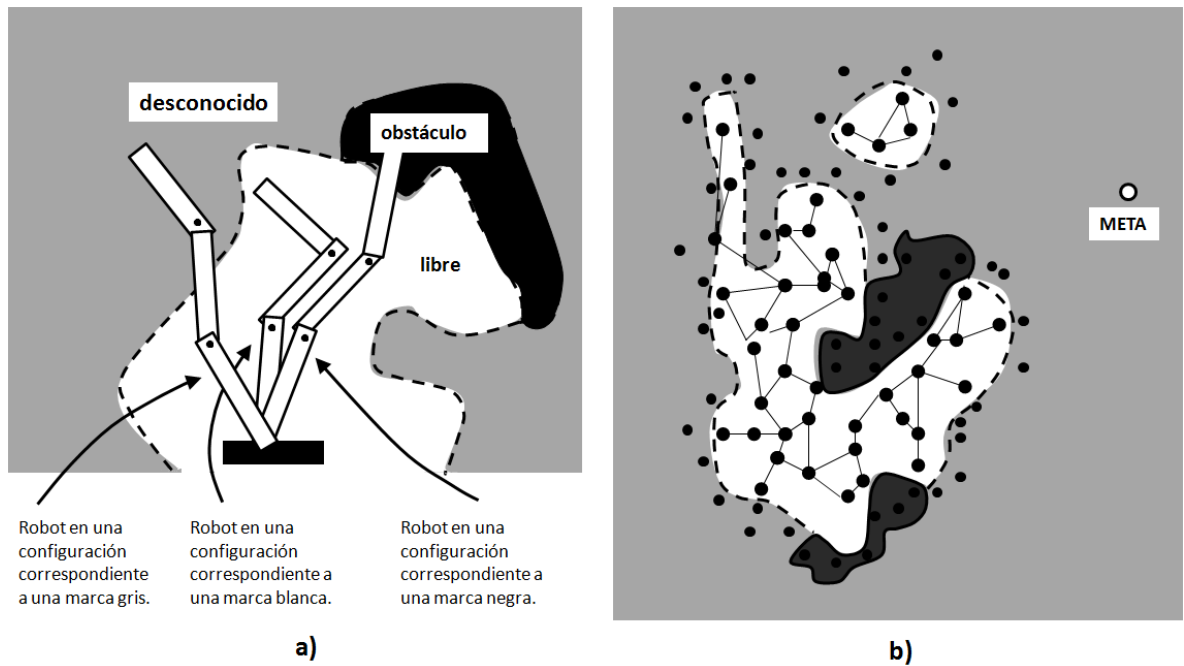 desconocido
obstáculo
libre
Robot en una
configuración
correspondiente
a una marca gris.
Robot en una
configuración
correspondiente a
una marca blanca.
Robot en una
configuración
correspondiente a
una marca negra.
a)
META
b)